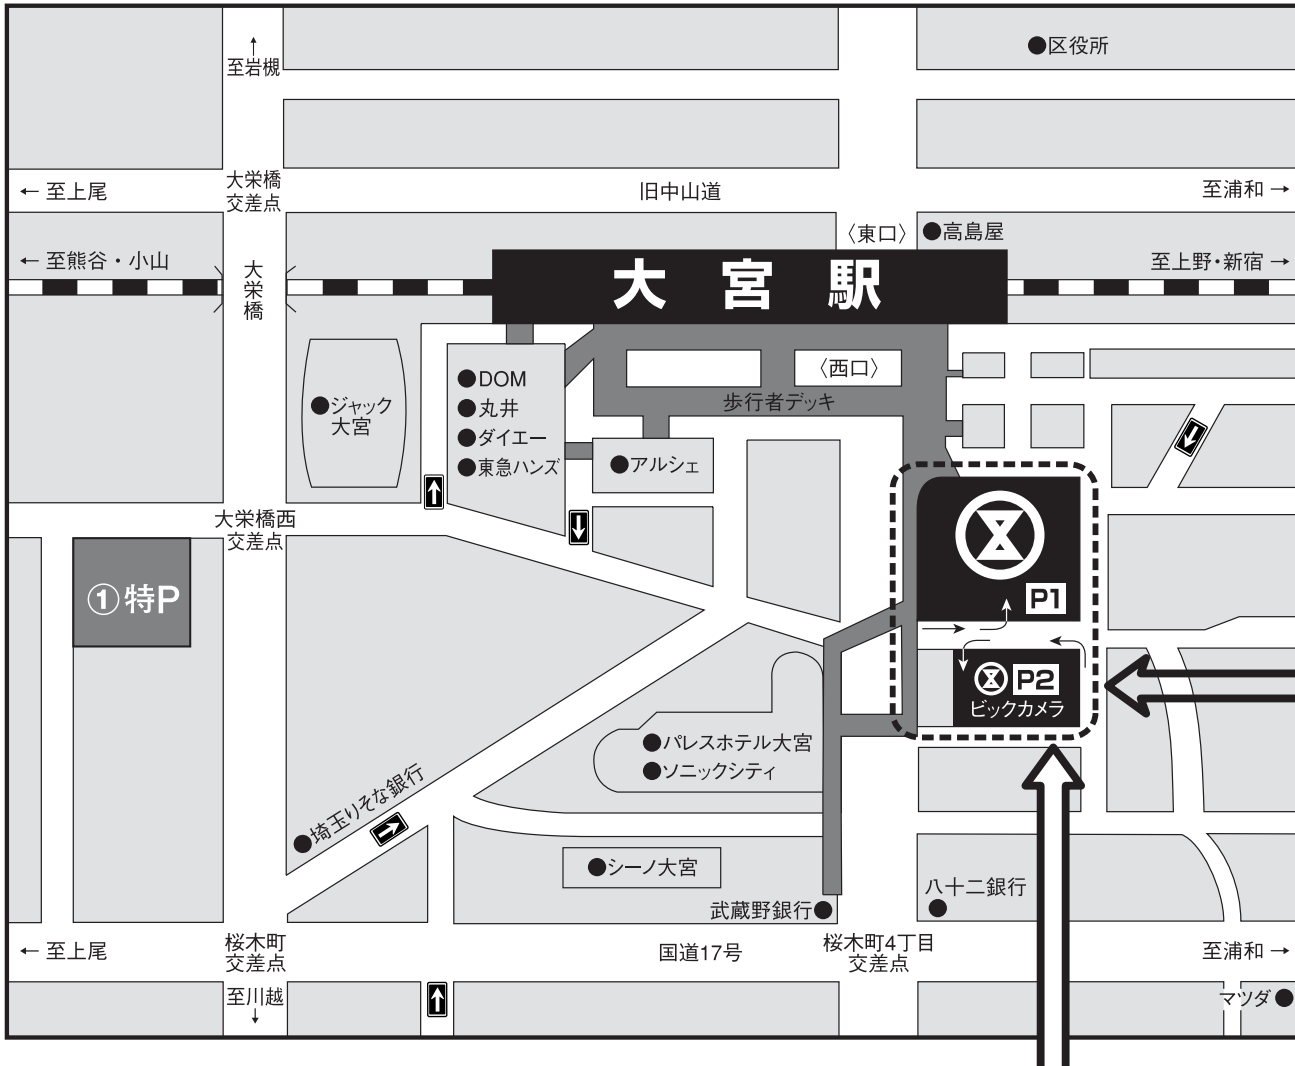 区役所
↑
至岩槻
← 至上尾
大栄橋
交差点
旧中山道
至浦和 →
〈東口〉
高島屋
← 至熊谷・小山
大栄橋
大宮駅
至上野・新宿 →
〈西口〉
歩行者デッキ
DOM
丸井
ダイエー
東急ハンズ
ジャック
大宮
アルシェ
大栄橋西
交差点
①特P
P1
P2
ビックカメラ
パレスホテル大宮
ソニックシティ
埼玉りそな銀行
シーノ大宮
武蔵野銀行
八十二銀行
← 至上尾
桜木町
交差点
国道17号
桜木町4丁目
交差点
至浦和 →
至川越
↓
マツダ